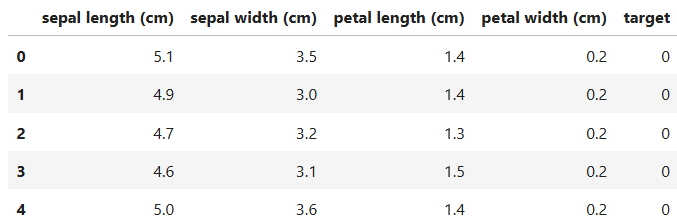 sepal length (cm) sepal width (cm) petal length (cm) petal width (cm) target
0 5.1 3.5 1.4 0.2 0
1 4.9 3.0 1.4 0.2 0
2 4.7 3.2 1.3 0.2 0
3 4.6 3.1 1.5 0.2 0
4 5.0 3.6 1.4 0.2 0